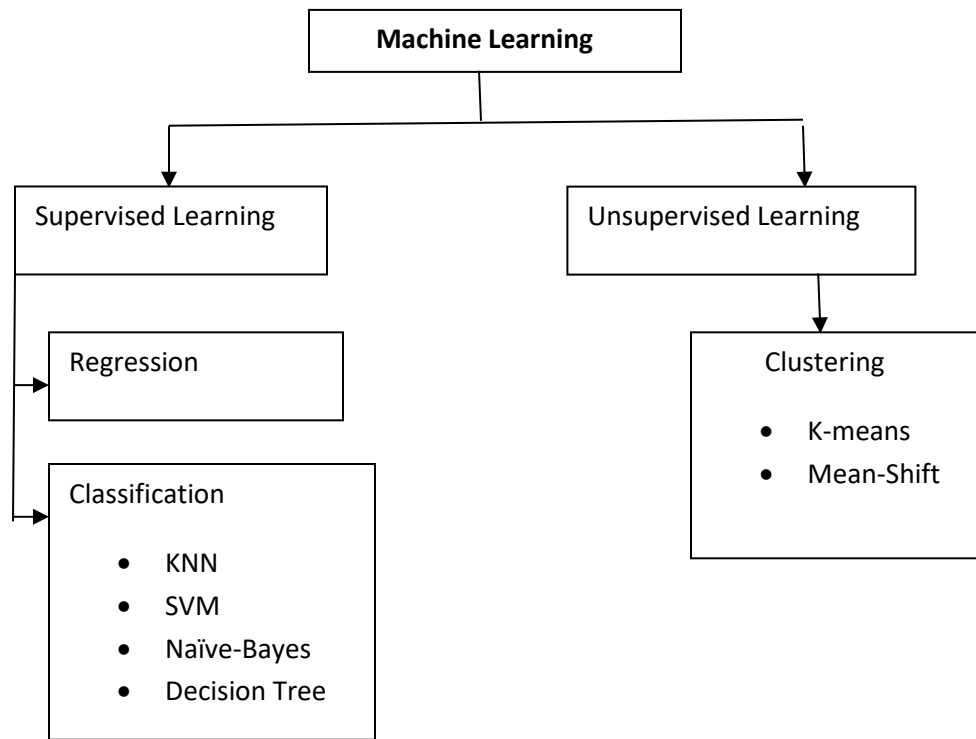 Machine Learning
Supervised Learning
Unsupervised Learning
Regression
Classification
• KNN
• SVM
• Naïve-Bayes
• Decision Tree
Clustering
• K-means
• Mean-Shift